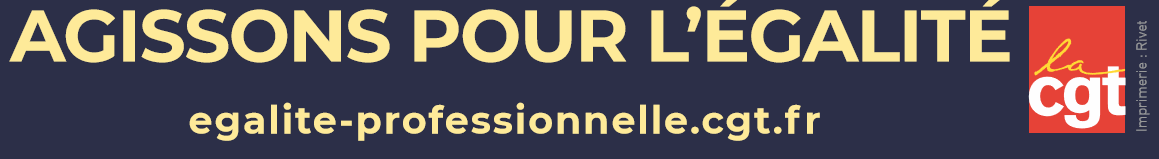 AGISSONS POUR L'ÉGALITÉ
egalite-professionnelle.cgt.fr
la
cgt
Imprimerie : Rivet